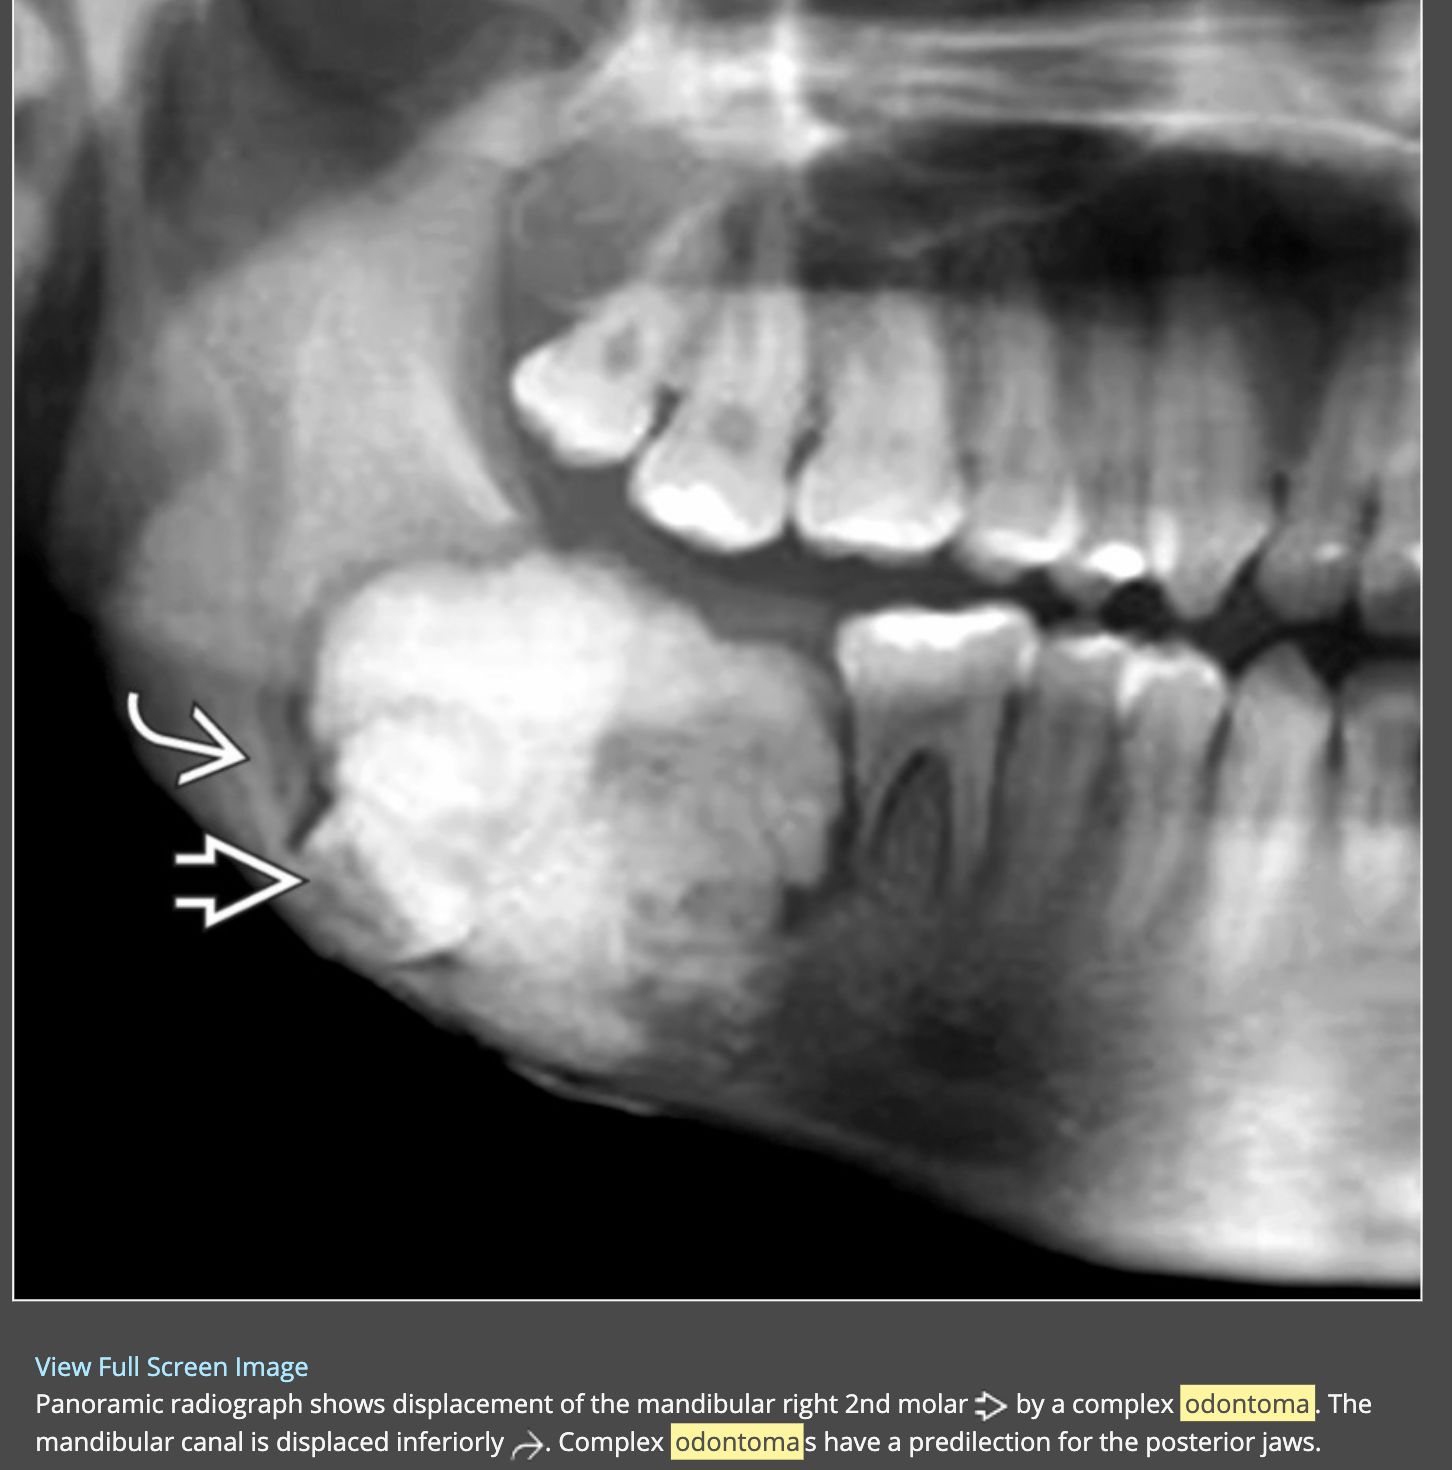 View Full Screen Image
Panoramic radiograph shows displacement of the mandibular right 2nd molar by a complex odontoma. The
mandibular canal is displaced inferiorly . Complex odontomas have a predilection for the posterior jaws.